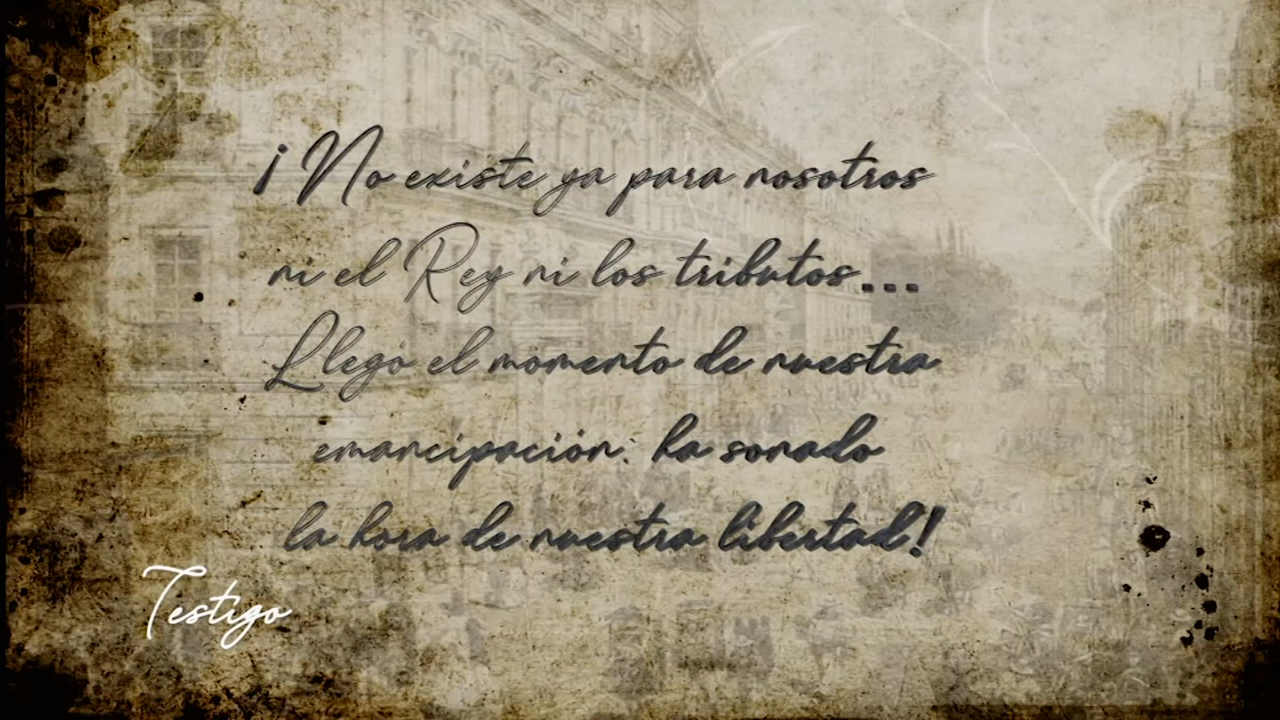 ¡No existe ya para nosotros
ni el Rey ni los tributos...
Llegó el momento de nuestra
emancipación: ha sonado
la hora de nuestra libertad!
Testigo